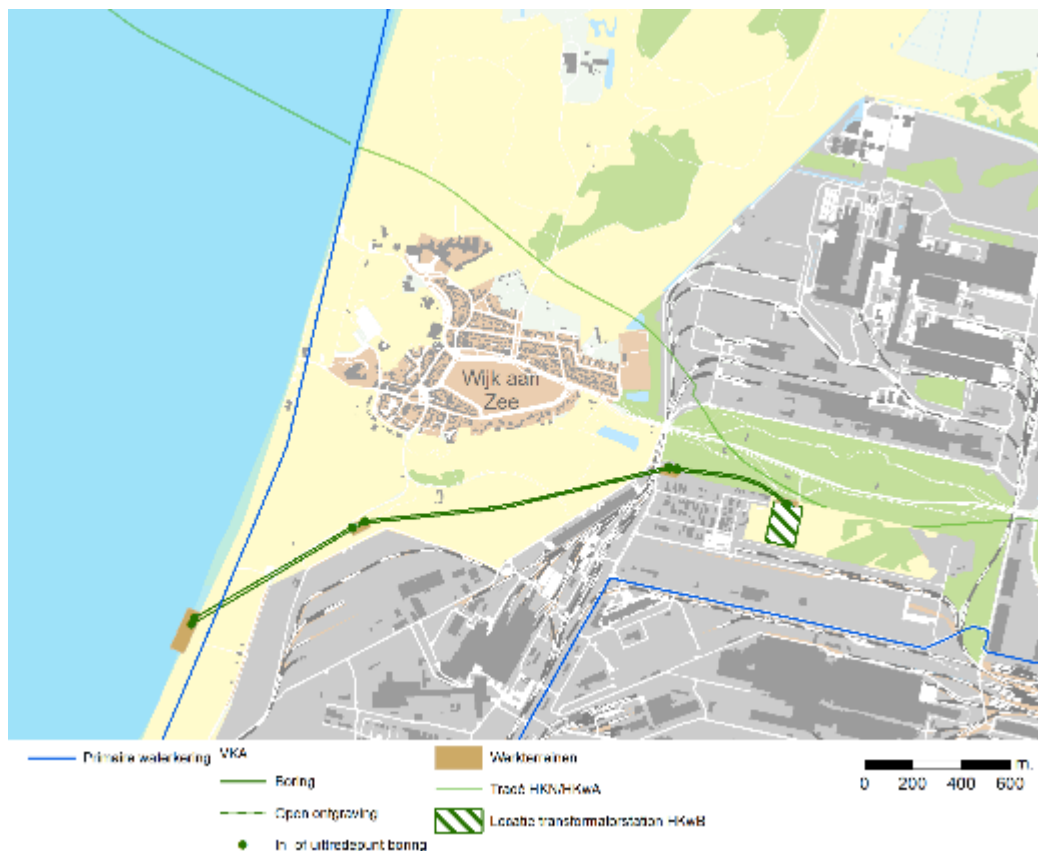 Wijk aan
Zee
Primaire waterkering
VKA
Boring
Open ontgraving
In- of uittredepunt boring
Werkterreinen
Tracé HKN/HKwA
Locatie transformatorstation HKwB
0 200 400 600 m.